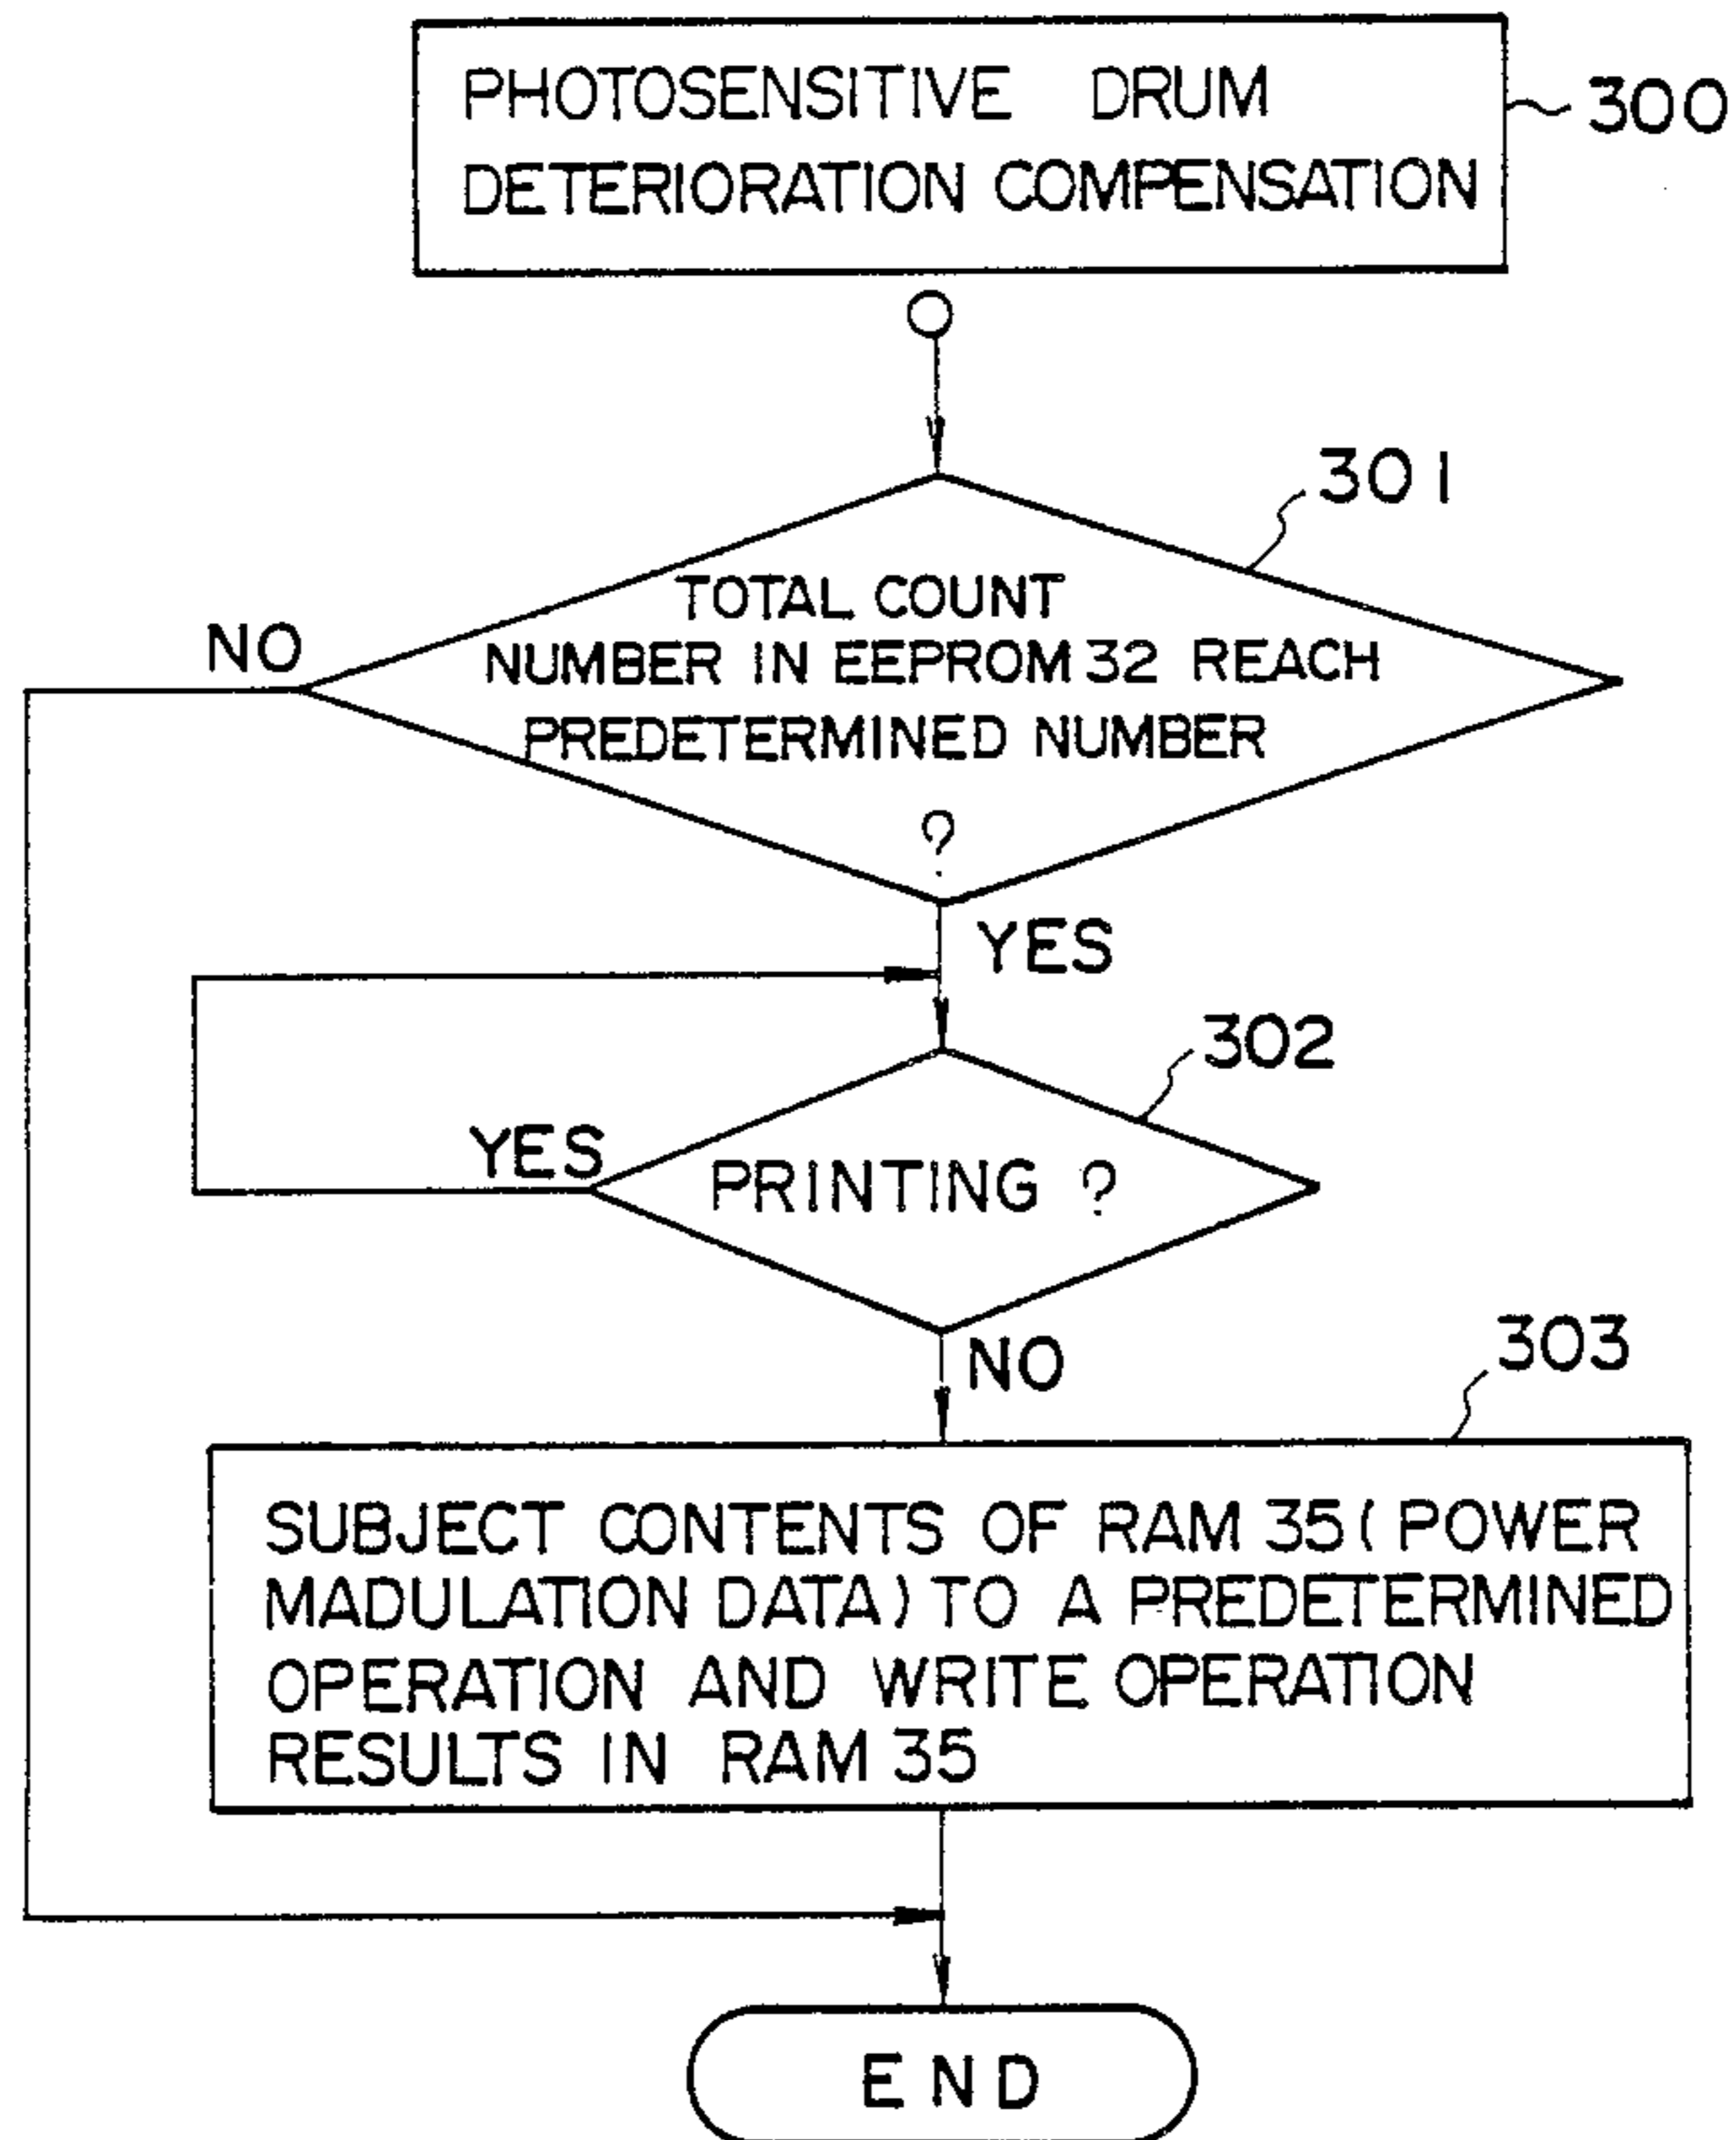 PHOTOSENSITIVE DRUM
DETERIORATION COMPENSATION
300
301
TOTAL COUNT
NUMBER IN EEPROM 32 REACH
PREDETERMINED NUMBER
?
NO
YES
302
PRINTING ?
YES
NO
303
SUBJECT CONTENTS OF RAM 35 ( POWER
MADULATION DATA ) TO A PREDETERMINED
OPERATION AND WRITE OPERATION
RESULTS IN RAM 35
END